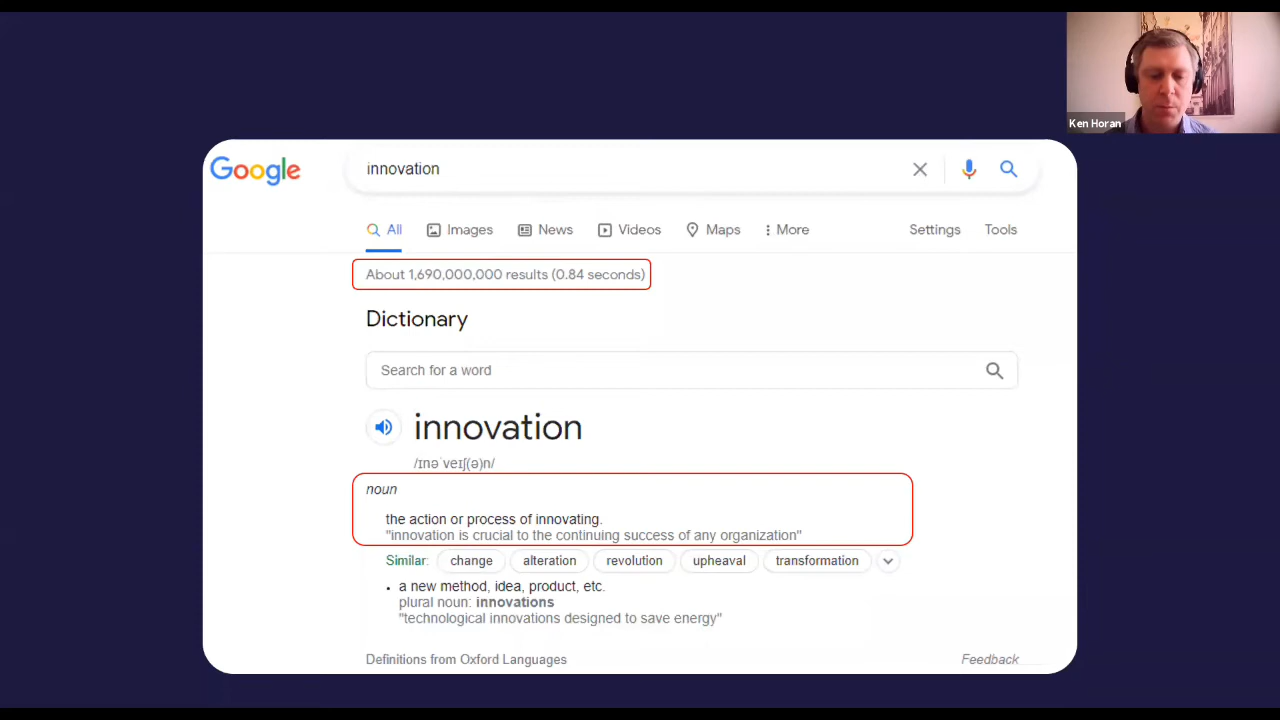 Ken Horan
Google
innovation
All Images News Videos Maps More Settings Tools
About 1,690,000,000 results (0.84 seconds)
Dictionary
Search for a word
innovation
/ɪnəˈveɪʃ(ə)n/
noun
the action or process of innovating.
"innovation is crucial to the continuing success of any organization"
Similar: change alteration revolution upheaval transformation
• a new method, idea, product, etc.
plural noun: innovations
"technological innovations designed to save energy"
Definitions from Oxford Languages Feedback